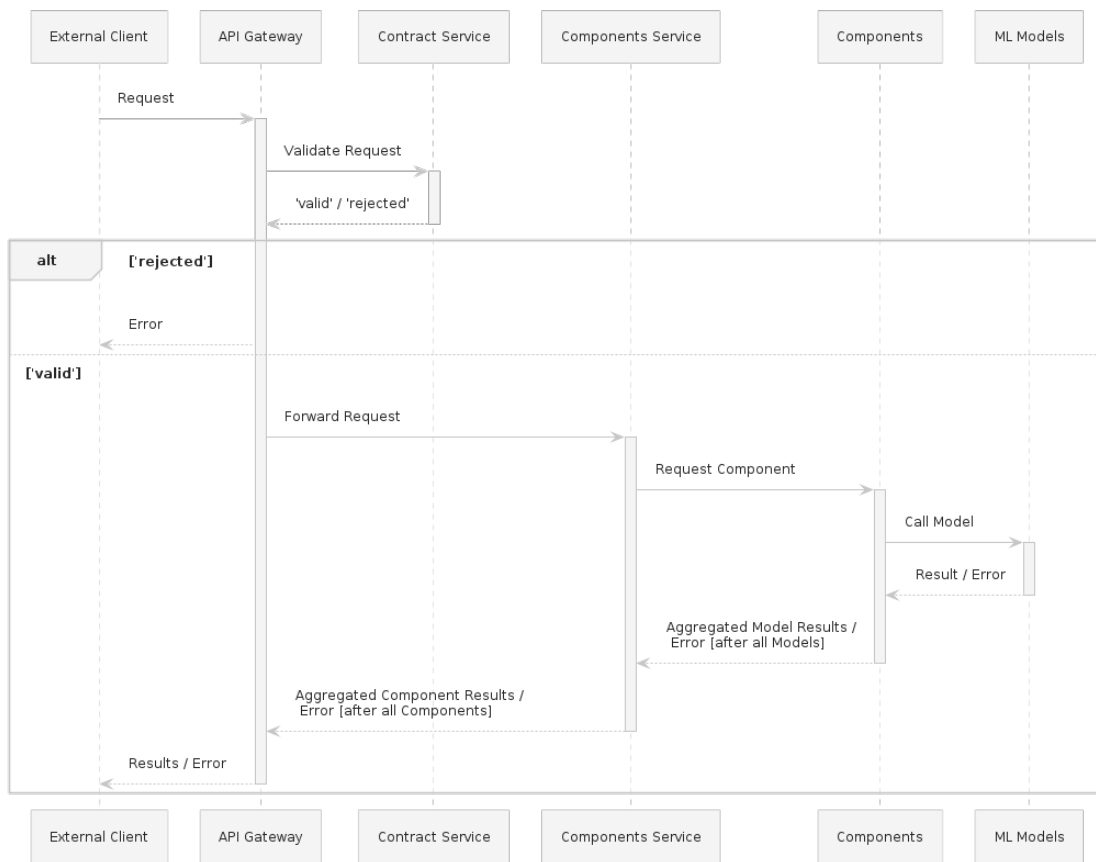 External Client
API Gateway
Contract Service
Components Service
Components
ML Models
Request
Validate Request
'valid' / 'rejected'
alt
['rejected']
Error
['valid']
Forward Request
Request Component
Call Model
Result / Error
Aggregated Model Results /
Error [after all Models]
Aggregated Component Results /
Error [after all Components]
Results / Error
External Client
API Gateway
Contract Service
Components Service
Components
ML Models